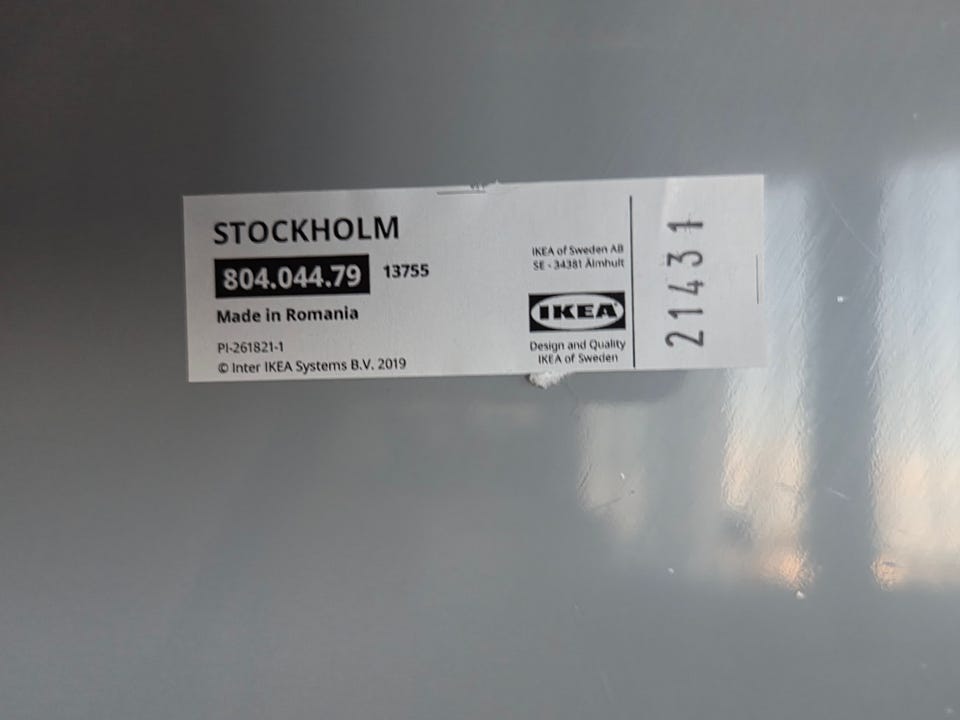 STOCKHOLM
804.044.79 13755
Made in Romania
PI-261821-1
© Inter IKEA Systems B.V. 2019
IKEA of Sweden AB
SE - 34381 Älmhult
IKEA
Design and Quality
IKEA of Sweden
21431